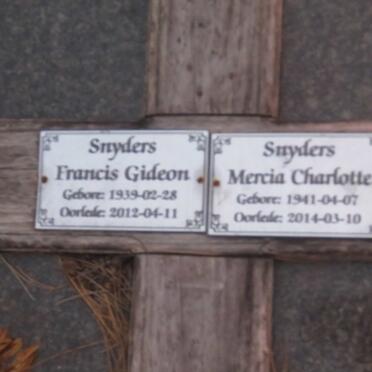 Snyders
Francis Gideon
Gebore: 1939-02-28
Oorlede: 2012-04-11
Snyders
Mercia Charlotte
Gebore: 1941-04-07
Oorlede: 2014-03-10